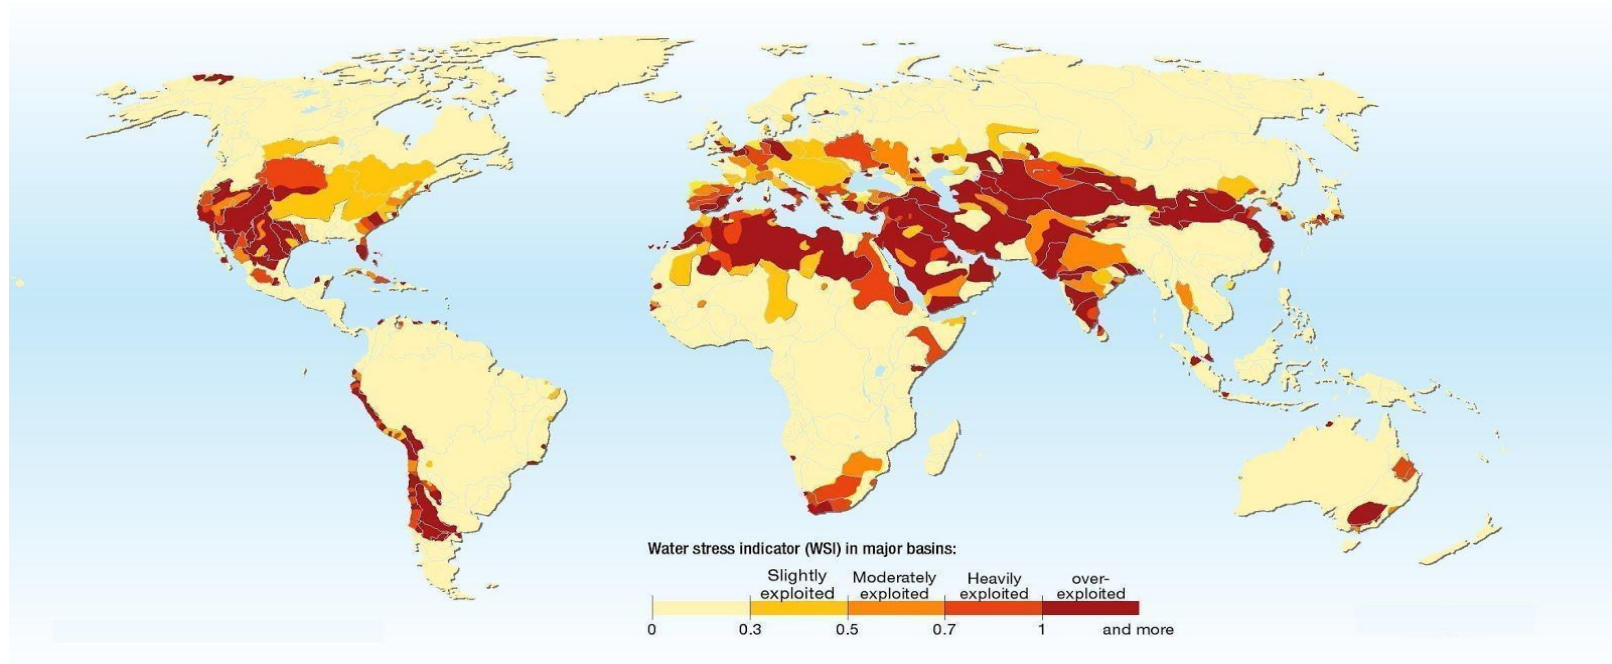 Water stress indicator (WSI) in major basins:
Slightly exploited
Moderately exploited
Heavily exploited
over-exploited
0 0.3 0.5 0.7 1 and more